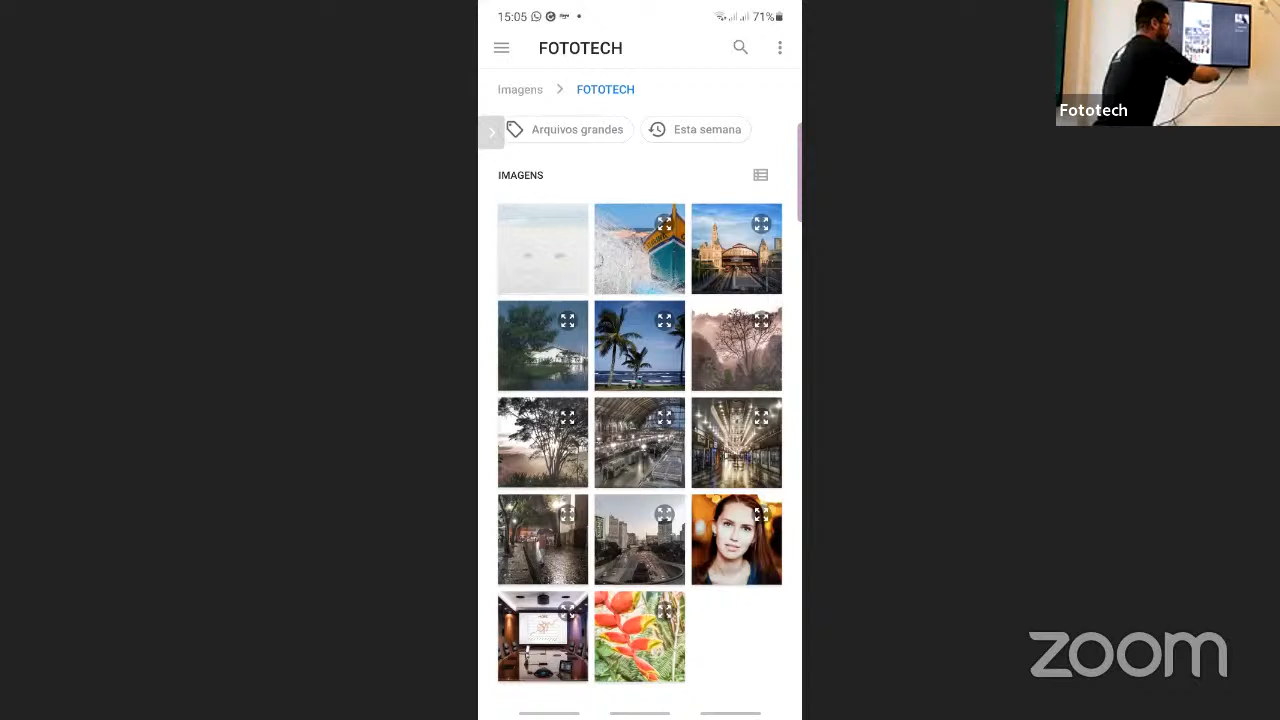 15:05
71%
FOTOTECH
Imagens
FOTOTECH
Arquivos grandes
Esta semana
IMAGENS
Fototech
zoom